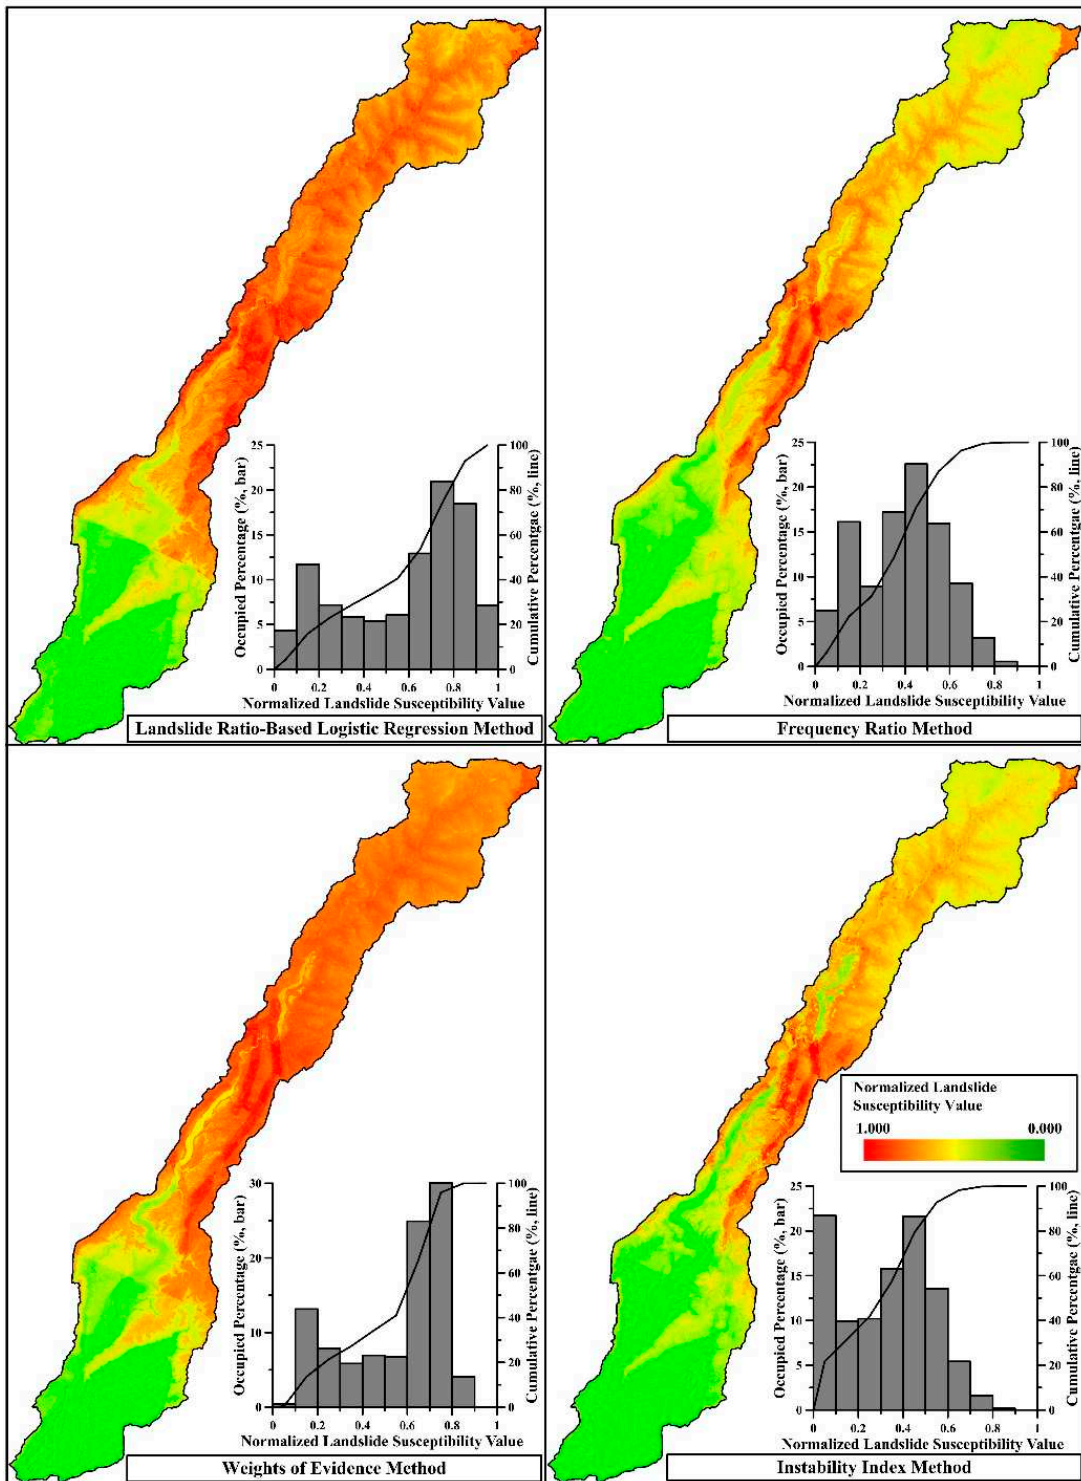 25
20
15
10
5
0
Occupied Percentage (%, bar)
100
80
60
40
20
0
Cumulative Percentgae (%, line)
0 0.2 0.4 0.6 0.8 1
Normalized Landslide Susceptibility Value
Landslide Ratio-Based Logistic Regression Method
25
20
15
10
5
0
Occupied Percentage (%, bar)
100
80
60
40
20
0
Cumulative Percentgae (%, line)
0 0.2 0.4 0.6 0.8 1
Normalized Landslide Susceptibility Value
Frequency Ratio Method
30
20
10
0
Occupied Percentage (%, bar)
100
80
60
40
20
0
Cumulative Percentgae (%, line)
0 0.2 0.4 0.6 0.8 1
Normalized Landslide Susceptibility Value
Weights of Evidence Method
Normalized Landslide
Susceptibility Value
1.000 0.000
25
20
15
10
5
0
Occupied Percentage (%, bar)
100
80
60
40
20
0
Cumulative Percentgae (%, line)
0 0.2 0.4 0.6 0.8 1
Normalized Landslide Susceptibility Value
Instability Index Method